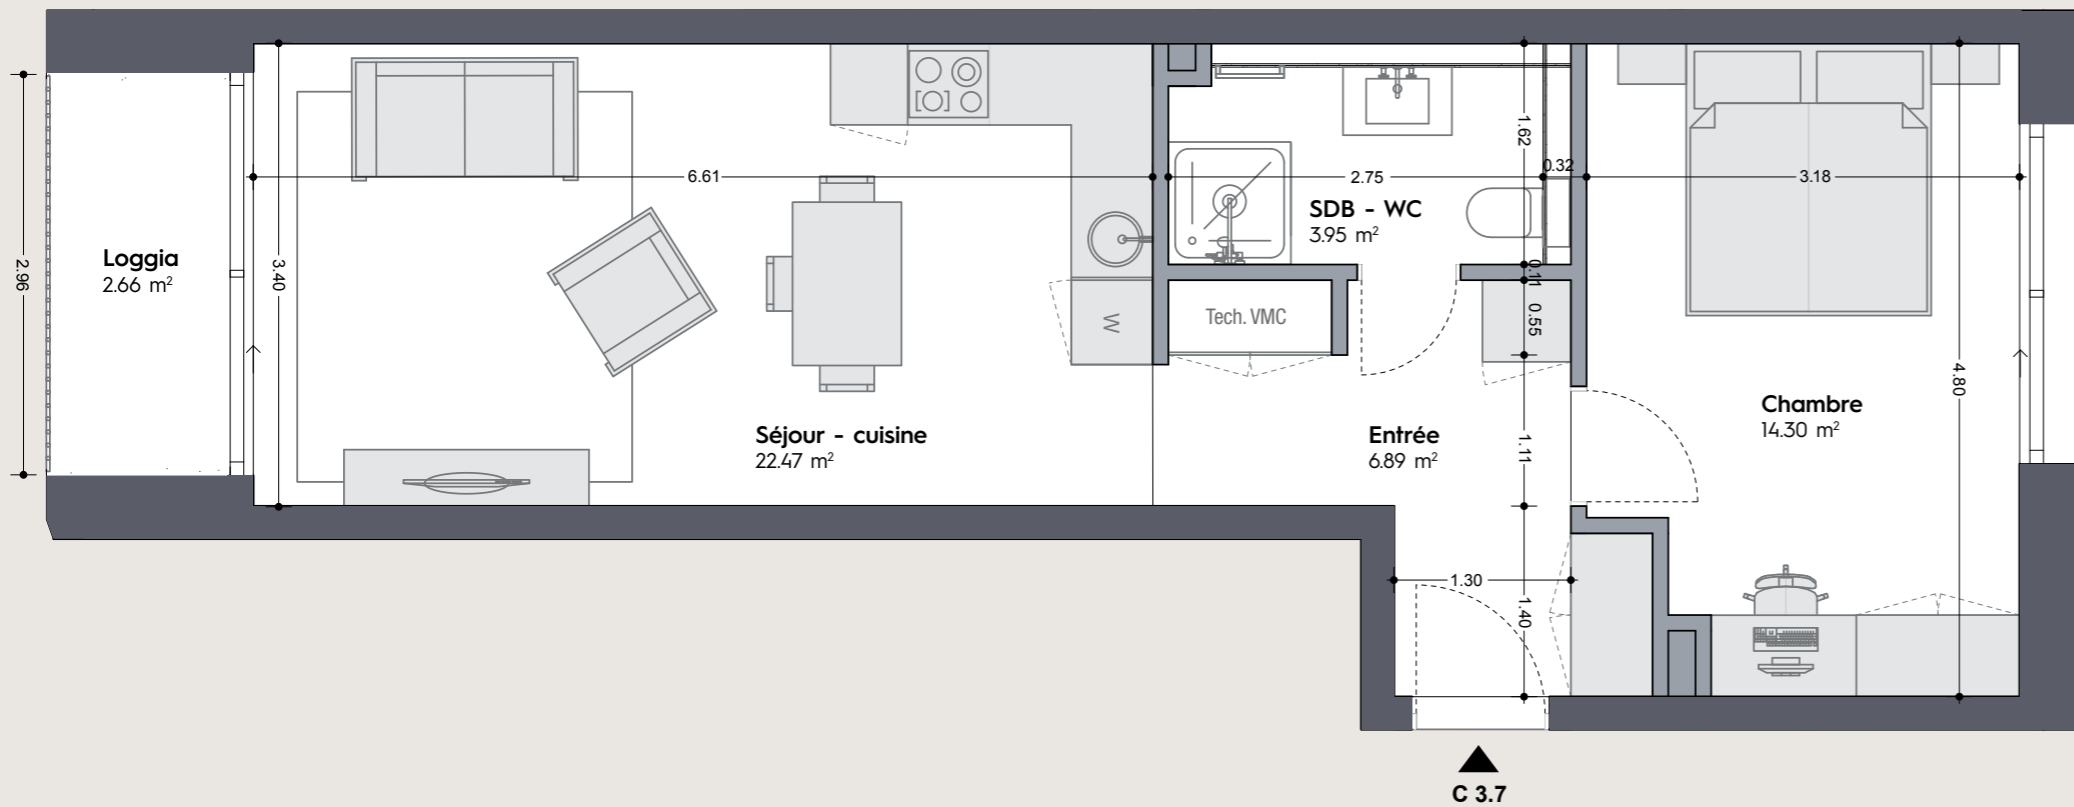 2.96
Loggia
2.66 m²
3.40
6.61
Séjour - cuisine
22.47 m²
W
2.75
SDB - WC
3.95 m²
1.62
0.32
0.11
0.55
Tech. VMC
Entrée
6.89 m²
1.11
1.30
1.40
3.18
Chambre
14.30 m²
4.80
C 3.7